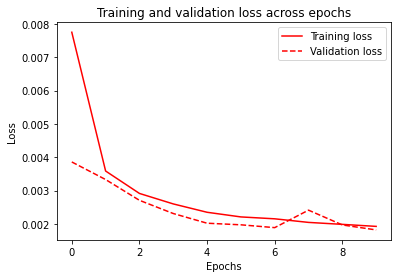 Training and validation loss across epochs
Training loss
Validation loss
Loss
0.008
0.007
0.006
0.005
0.004
0.003
0.002
0 2 4 6 8
Epochs